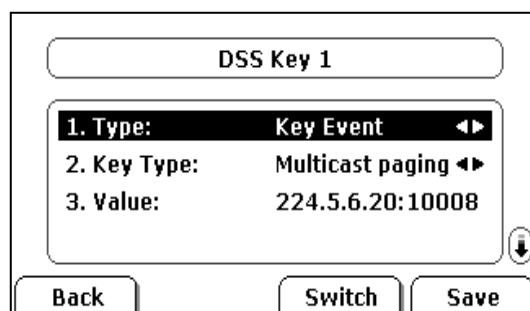 DSS Key 1
1. Type: Key Event
2. Key Type: Multicast paging
3. Value: 224.5.6.20:10008
Back Switch Save